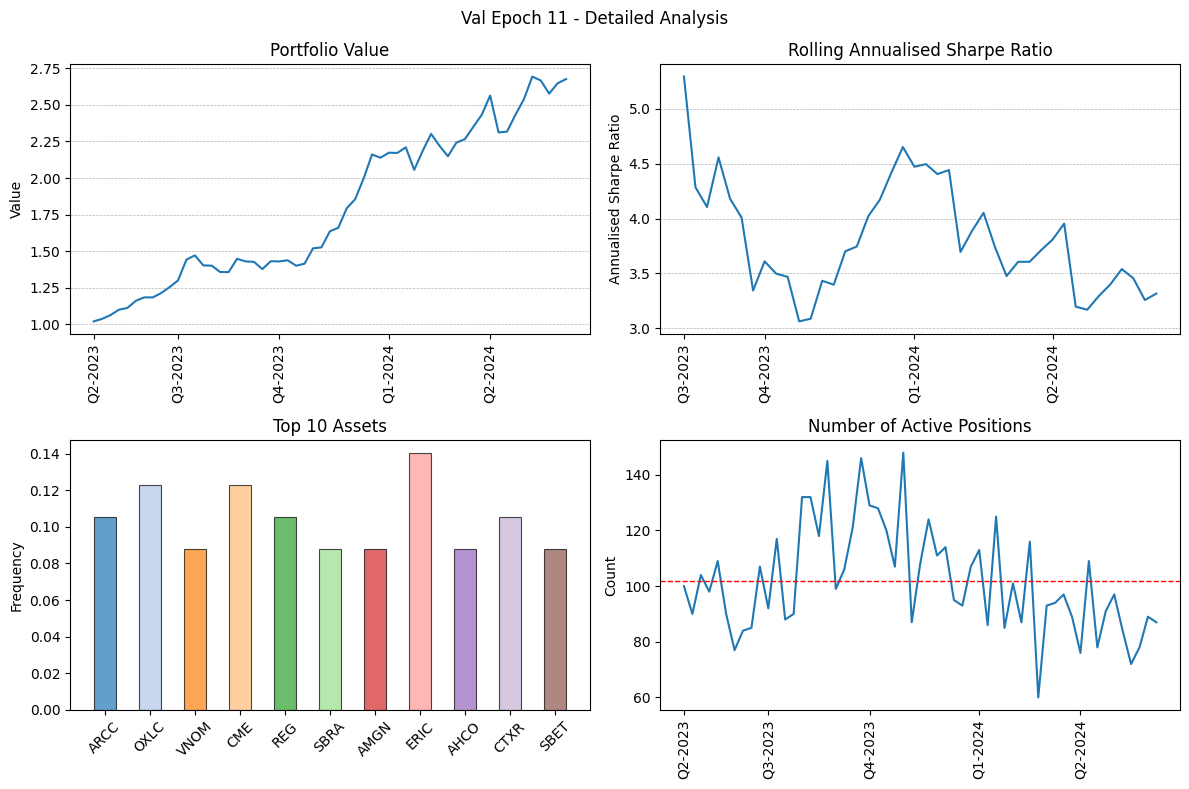 Val Epoch 11 - Detailed Analysis
Portfolio Value
Value
2.75
2.50
2.25
2.00
1.75
1.50
1.25
1.00
Q2-2023
Q3-2023
Q4-2023
Q1-2024
Q2-2024
Rolling Annualised Sharpe Ratio
Annualised Sharpe Ratio
5.0
4.5
4.0
3.5
3.0
Q3-2023
Q4-2023
Q1-2024
Q2-2024
Top 10 Assets
Frequency
0.14
0.12
0.10
0.08
0.06
0.04
0.02
0.00
ARCC
OXLC
VNOM
CME
REG
SBRA
AMGN
ERIC
AHCO
CTXR
SBET
Number of Active Positions
Count
140
120
100
80
60
Q2-2023
Q3-2023
Q4-2023
Q1-2024
Q2-2024